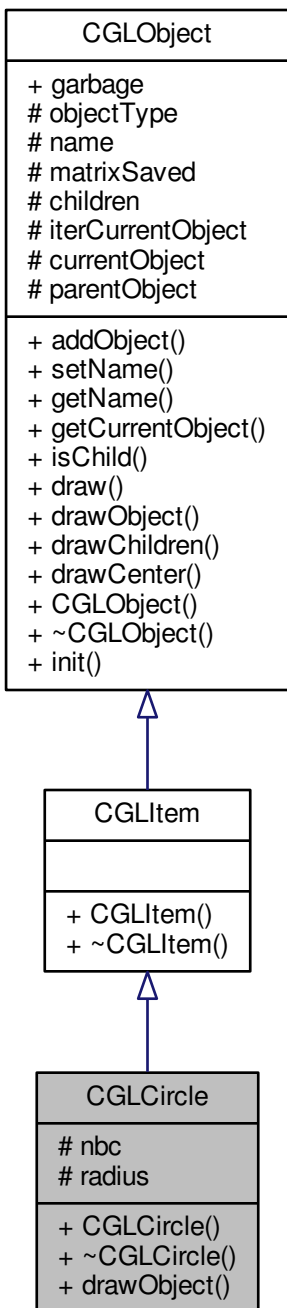 CGLObject
+ garbage
# objectType
# name
# matrixSaved
# children
# iterCurrentObject
# currentObject
# parentObject
+ addObject()
+ setName()
+ getName()
+ getCurrentObject()
+ isChild()
+ draw()
+ drawObject()
+ drawChildren()
+ drawCenter()
+ CGLObject()
+ ~CGLObject()
+ init()
CGLItem
+ CGLItem()
+ ~CGLItem()
CGLCircle
# nbc
# radius
+ CGLCircle()
+ ~CGLCircle()
+ drawObject()